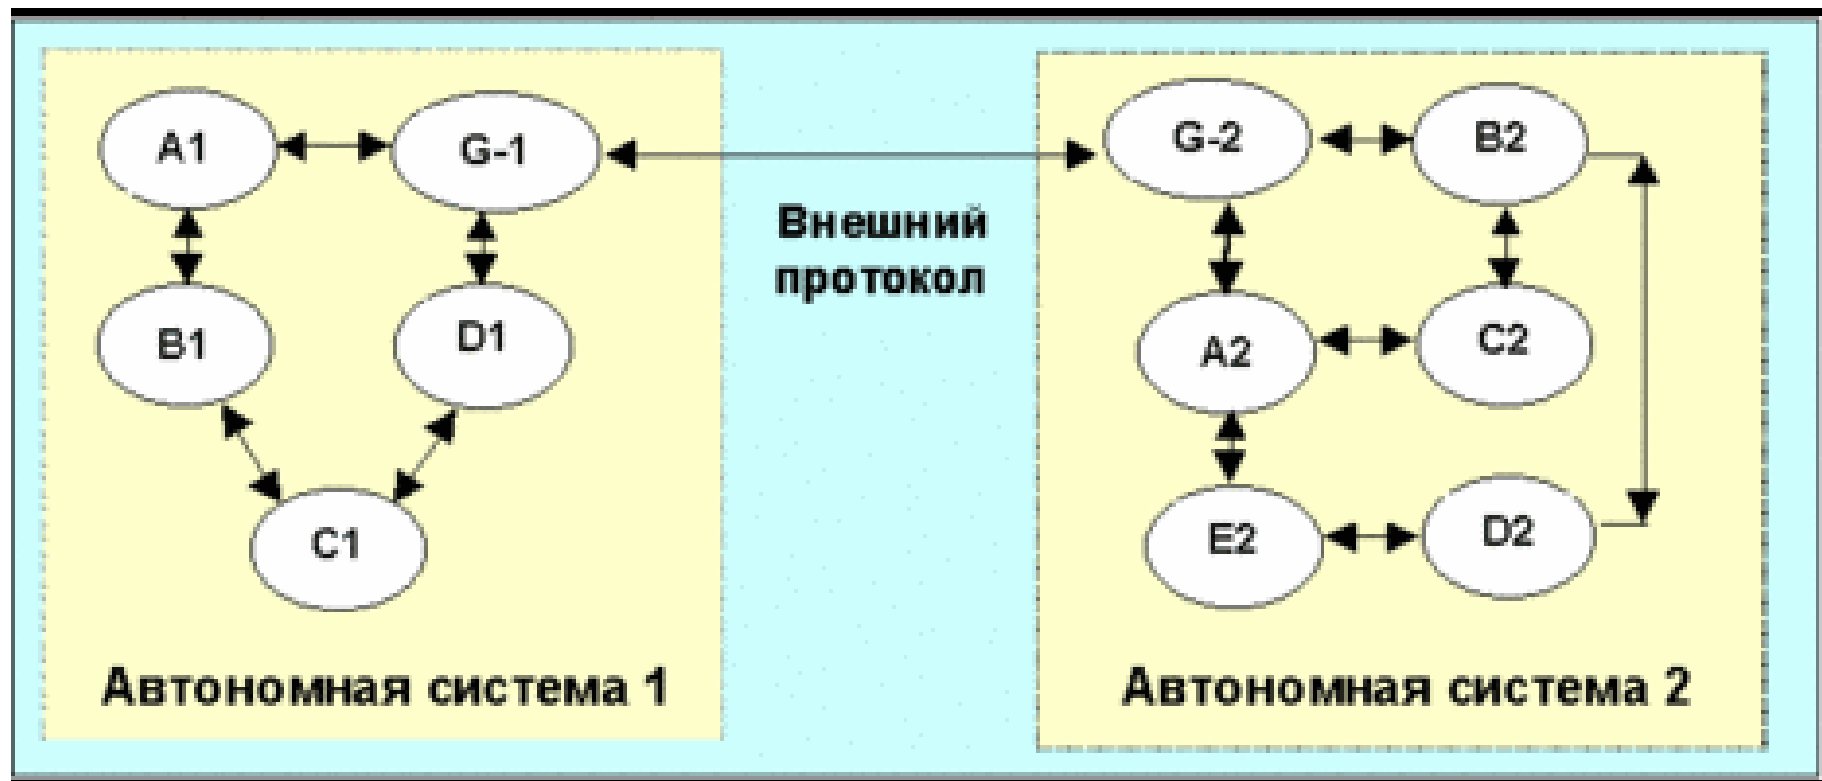 A1
G-1
G-2
B2
Внешний
протокол
B1
D1
A2
C2
C1
E2
D2
Автономная система 1
Автономная система 2